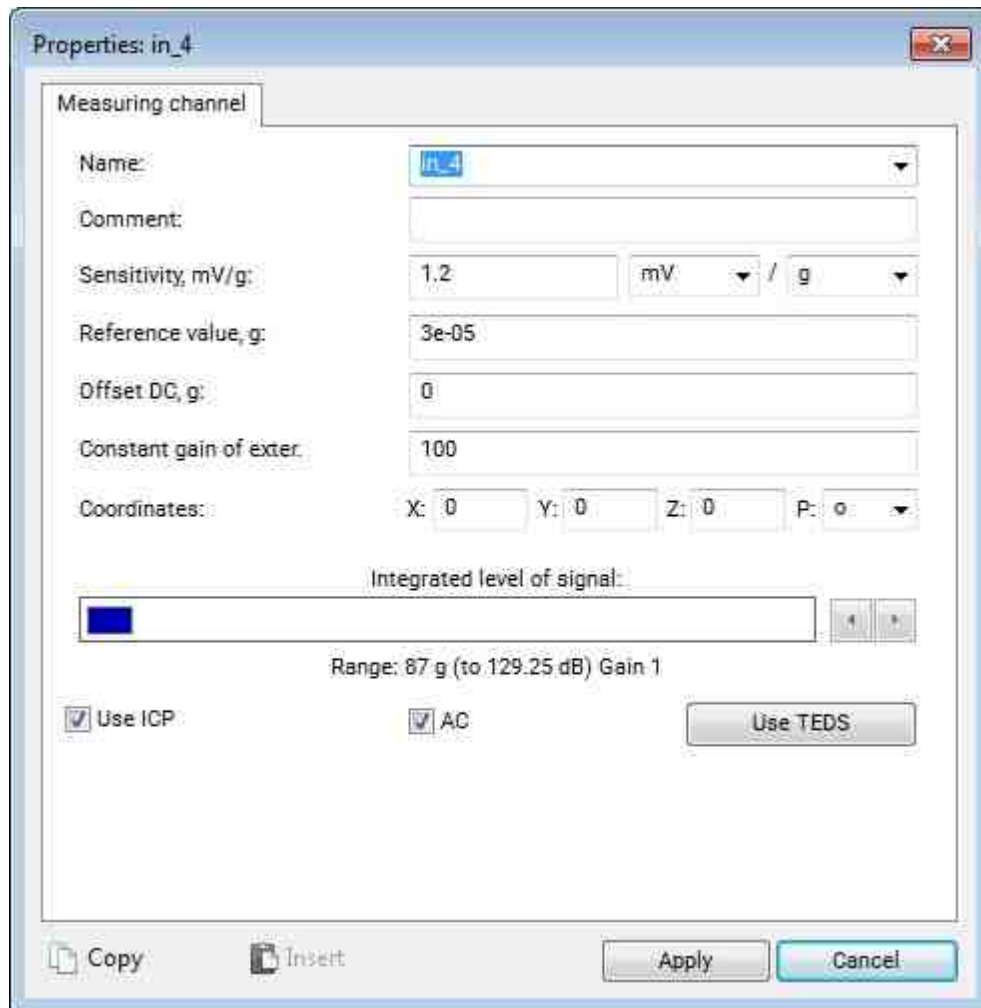 Properties: in_4
Measuring channel
Name: in_4
Comment:
Sensitivity, mV/g: 1.2 mV / g
Reference value, g: 3e-05
Offset DC, g: 0
Constant gain of exter. 100
Coordinates: X: 0 Y: 0 Z: 0 P: o
Integrated level of signal:
Range: 87 g (to 129.25 dB) Gain 1
Use ICP AC Use TEDS
Copy Insert Apply Cancel